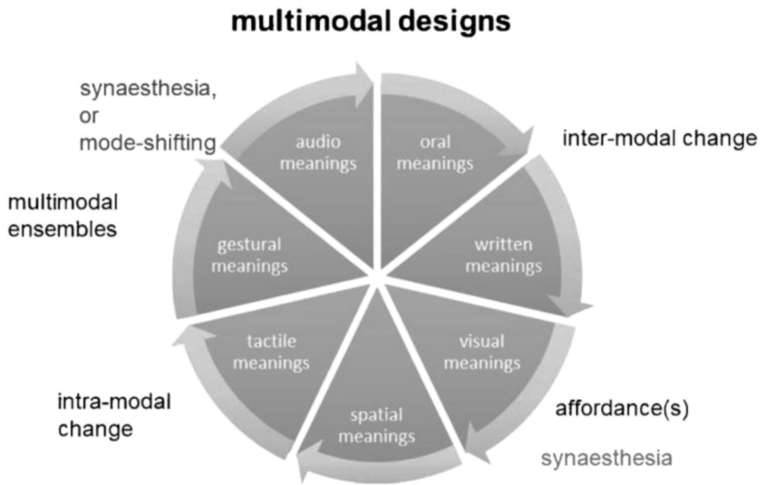 multimodal designs
synaesthesia,
or
mode-shifting
audio
meanings
oral
meanings
inter-modal change
multimodal
ensembles
gestural
meanings
written
meanings
tactile
meanings
visual
meanings
intra-modal
change
spatial
meanings
affordance(s)
synaesthesia